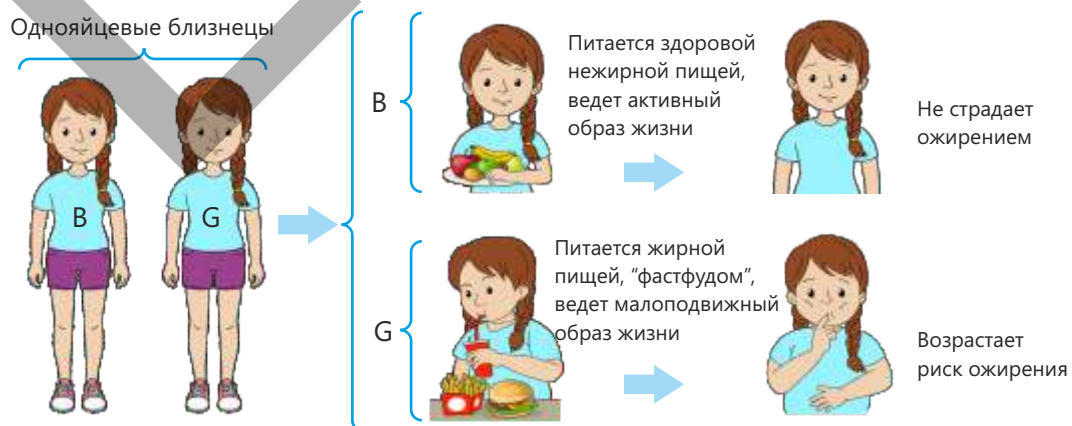 Однояйцевые близнецы
B
G
B
Питается здоровой
нежирной пищей,
ведет активный
образ жизни
Не страдает
ожирением
G
Питается жирной
пищей, “фастфудом”,
ведет малоподвижный
образ жизни
Возрастает
риск ожирения